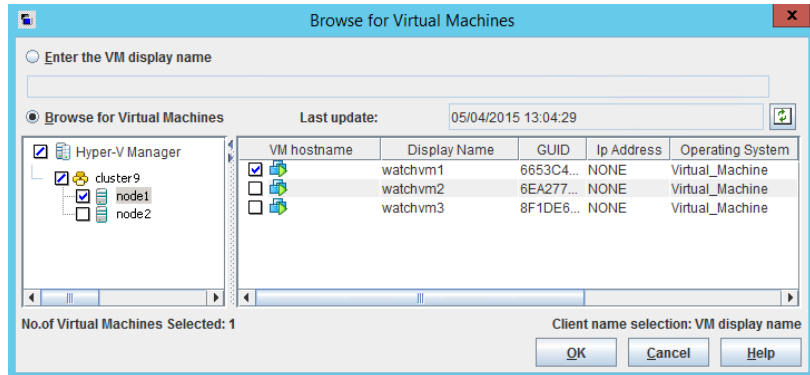 Browse for Virtual Machines
x
Enter the VM display name
Browse for Virtual Machines Last update: 05/04/2015 13:04:29
Hyper-V Manager VM hostname Display Name GUID Ip Address Operating System
cluster9 watchvm1 6653C4... NONE Virtual_Machine
node1 watchvm2 6EA277... NONE Virtual_Machine
node2 watchvm3 8F1DE6... NONE Virtual_Machine
No.of Virtual Machines Selected: 1 Client name selection: VM display name
OK Cancel Help